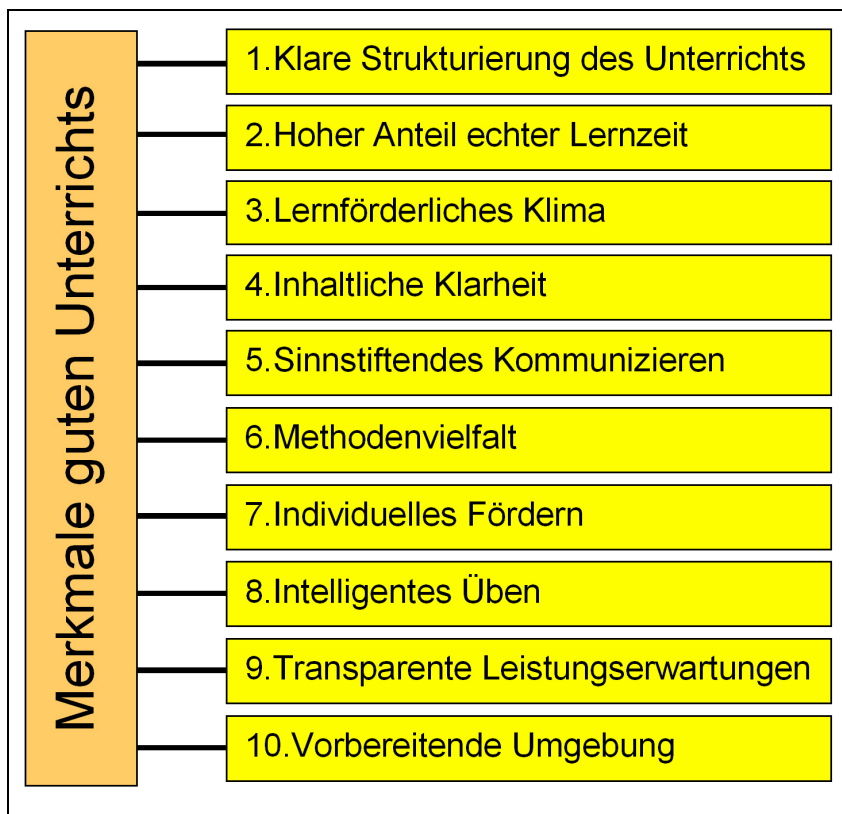 Merkmale guten Unterrichts
1.Klare Strukturierung des Unterrichts
2.Hoher Anteil echter Lernzeit
3.Lernförderliches Klima
4.Inhaltliche Klarheit
5.Sinnstiftendes Kommunizieren
6.Methodenvielfalt
7.Individuelles Fördern
8.Intelligentes Üben
9.Transparente Leistungserwartungen
10.Vorbereitende Umgebung